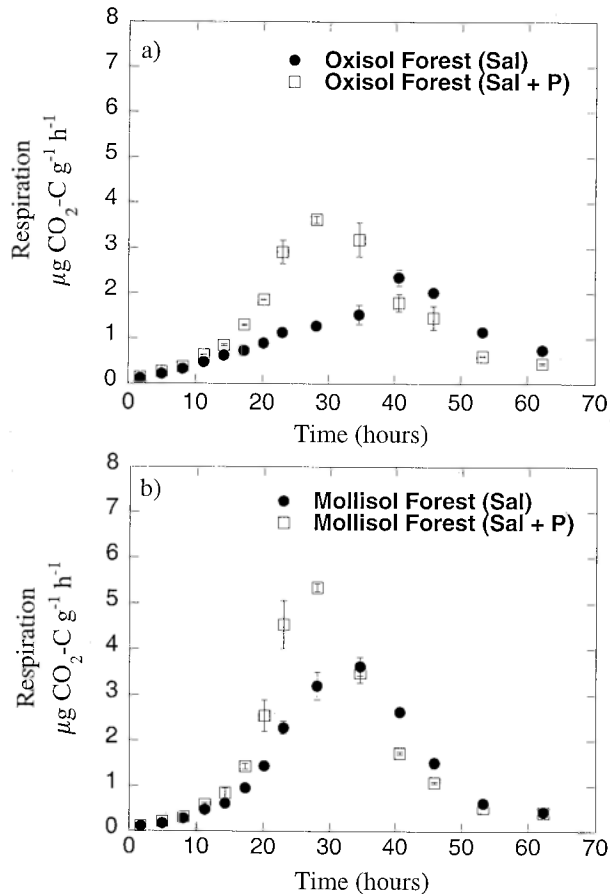 8
7
6
5
4
3
2
1
0
a)
Oxisol Forest (Sal)
Oxisol Forest (Sal + P)
Respiration
µg CO2-C g-1 h-1
0 10 20 30 40 50 60 70
Time (hours)
8
7
6
5
4
3
2
1
0
b)
Mollisol Forest (Sal)
Mollisol Forest (Sal + P)
Respiration
µg CO2-C g-1 h-1
0 10 20 30 40 50 60 70
Time (hours)